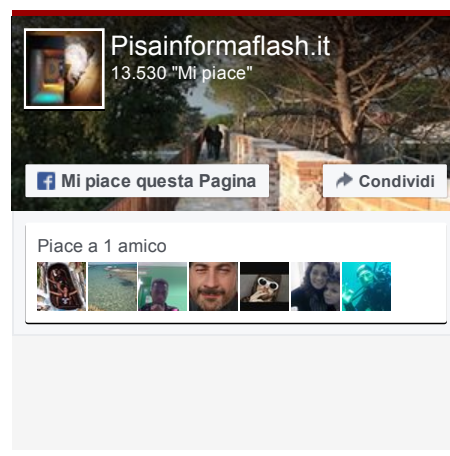 Pisainformaflash.it
13.530 "Mi piace"
Mi piace questa Pagina
Condividi
Piace a 1 amico